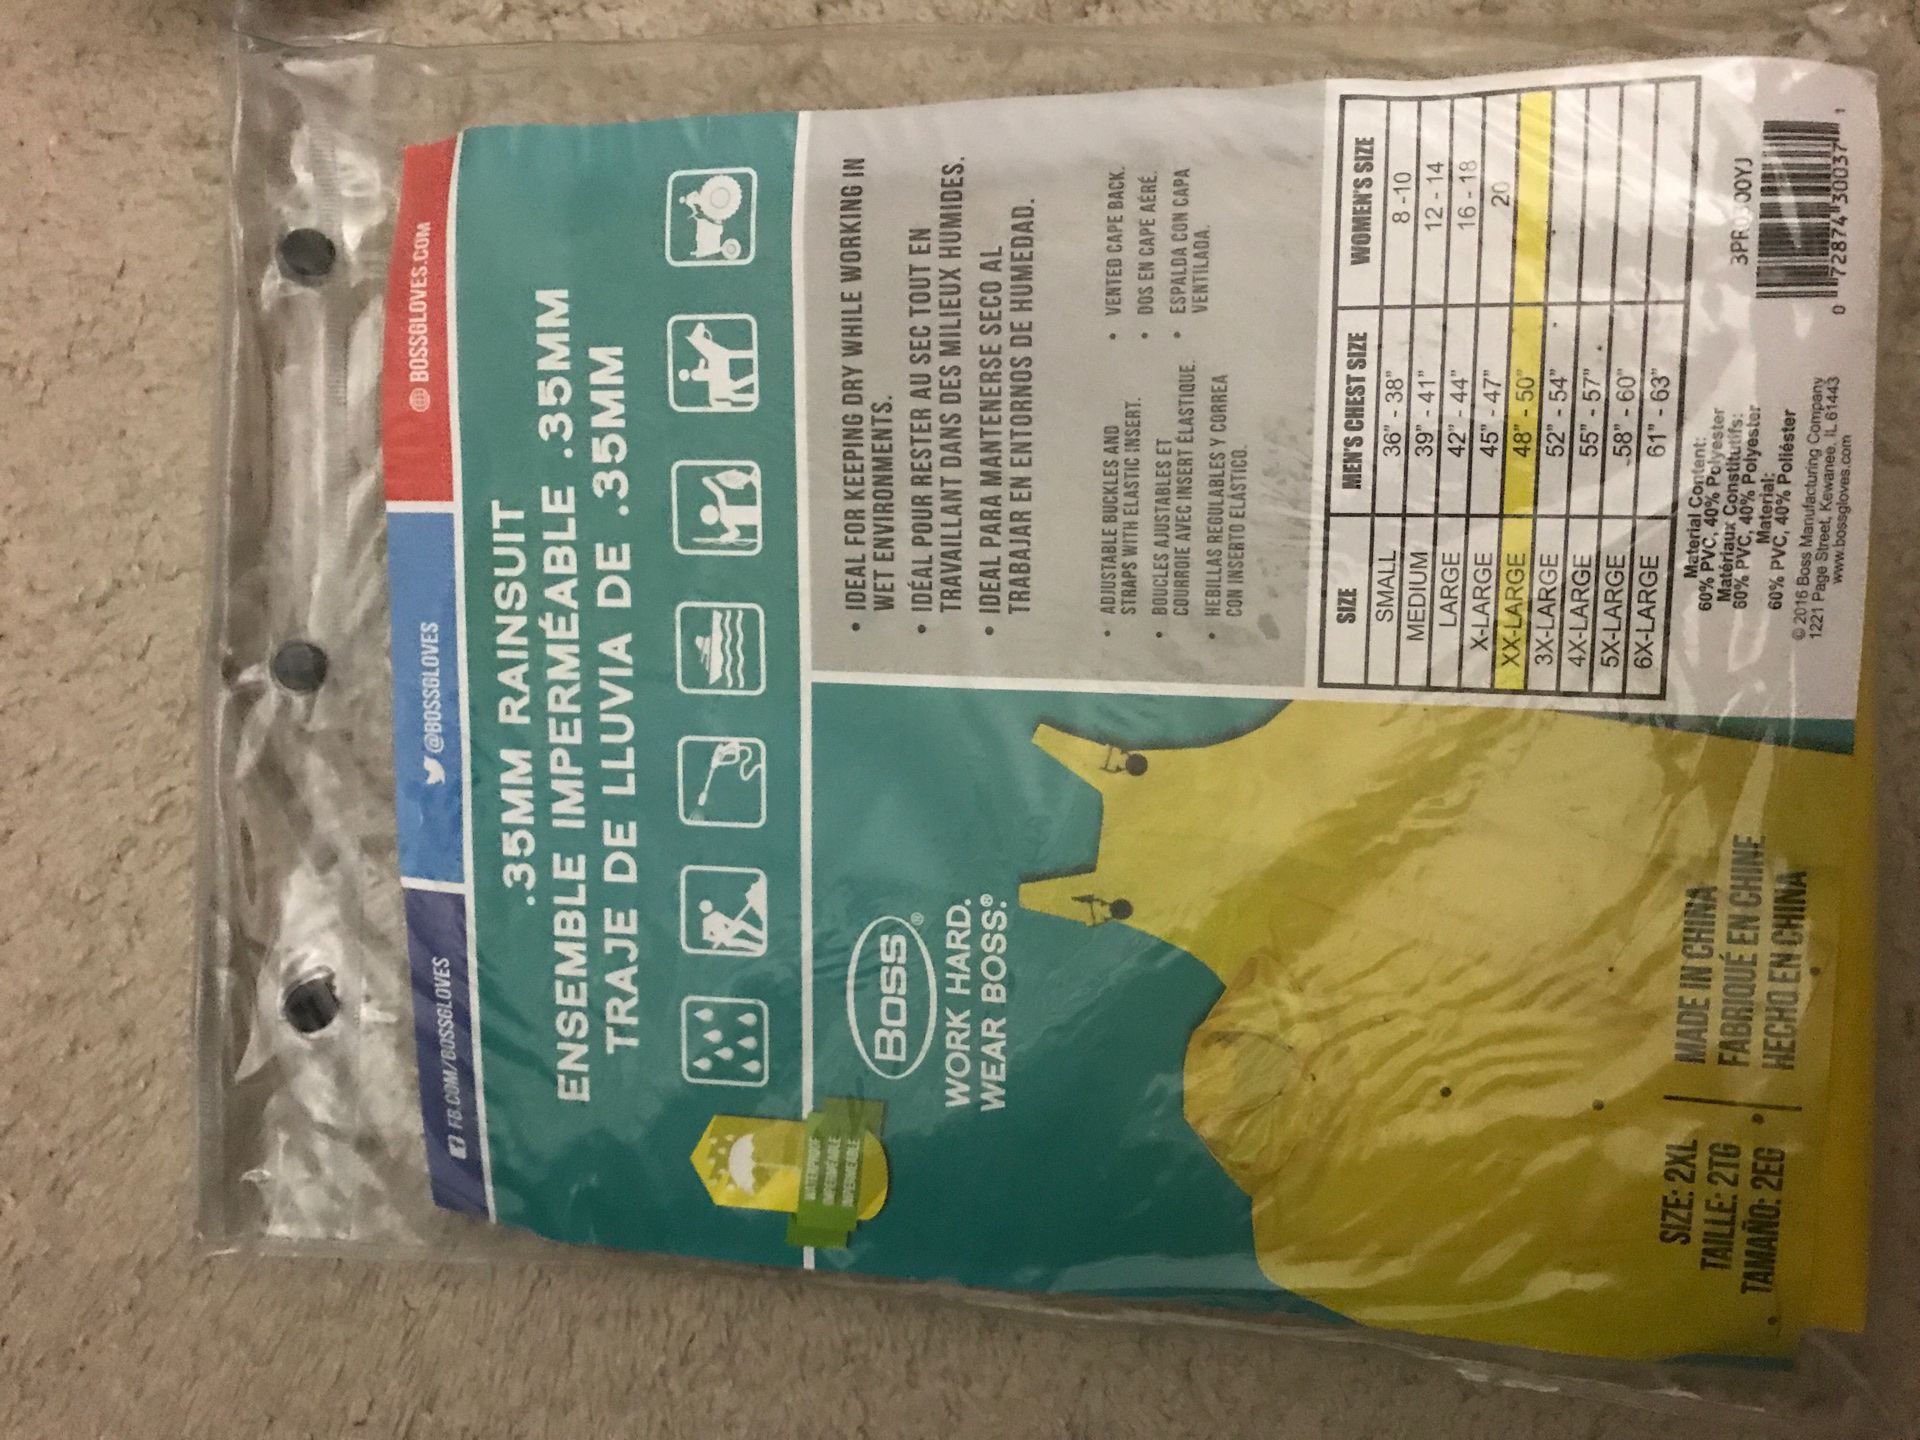 FB.COM/BOSSGLOVES
@BOSSGLOVES
BOSSGLOVES.COM
.35MM RAINSUIT
ENSEMBLE IMPERMÉABLE .35MM
TRAJE DE LLUVIA DE .35MM
WATERPROOF
IMPERMÉABLE
IMPERMEABLE
BOSS®
WORK HARD.
WEAR BOSS.®
• IDEAL FOR KEEPING DRY WHILE WORKING IN
WET ENVIRONMENTS.
• IDÉAL POUR RESTER AU SEC TOUT EN
TRAVAILLANT DANS DES MILIEUX HUMIDES.
• IDEAL PARA MANTENERSE SECO AL
TRABAJAR EN ENTORNOS DE HUMEDAD.
• ADJUSTABLE BUCKLES AND
STRAPS WITH ELASTIC INSERT.
• BOUCLES AJUSTABLES ET
COURROIE AVEC INSERT ÉLASTIQUE.
• HEBILLAS REGULABLES Y CORREA
CON INSERTO ELÁSTICO.
• VENTED CAPE BACK.
• DOS EN CAPE AÉRÉ.
• ESPALDA CON CAPA
VENTILADA.
SIZE MEN'S CHEST SIZE WOMEN'S SIZE
SMALL 36" - 38" 8 -10
MEDIUM 39" - 41" 12 - 14
LARGE 42" - 44" 16 - 18
X-LARGE 45" - 47" 20
XX-LARGE 48" - 50"
3X-LARGE 52" - 54"
4X-LARGE 55" - 57"
5X-LARGE 58" - 60"
6X-LARGE 61" - 63"
Material Content:
60% PVC, 40% Polyester
Matériaux Constitutifs:
60% PVC, 40% Polyester
Material:
60% PVC, 40% Poliéster
© 2016 Boss Manufacturing Company
1221 Page Street, Kewanee, IL 61443
www.bossgloves.com
0 72874 30037 1
SIZE: 2XL
TAILLE: 2TG
TAMAÑO: 2EG
MADE IN CHINA
FABRIQUÉ EN CHINE
HECHO EN CHINA